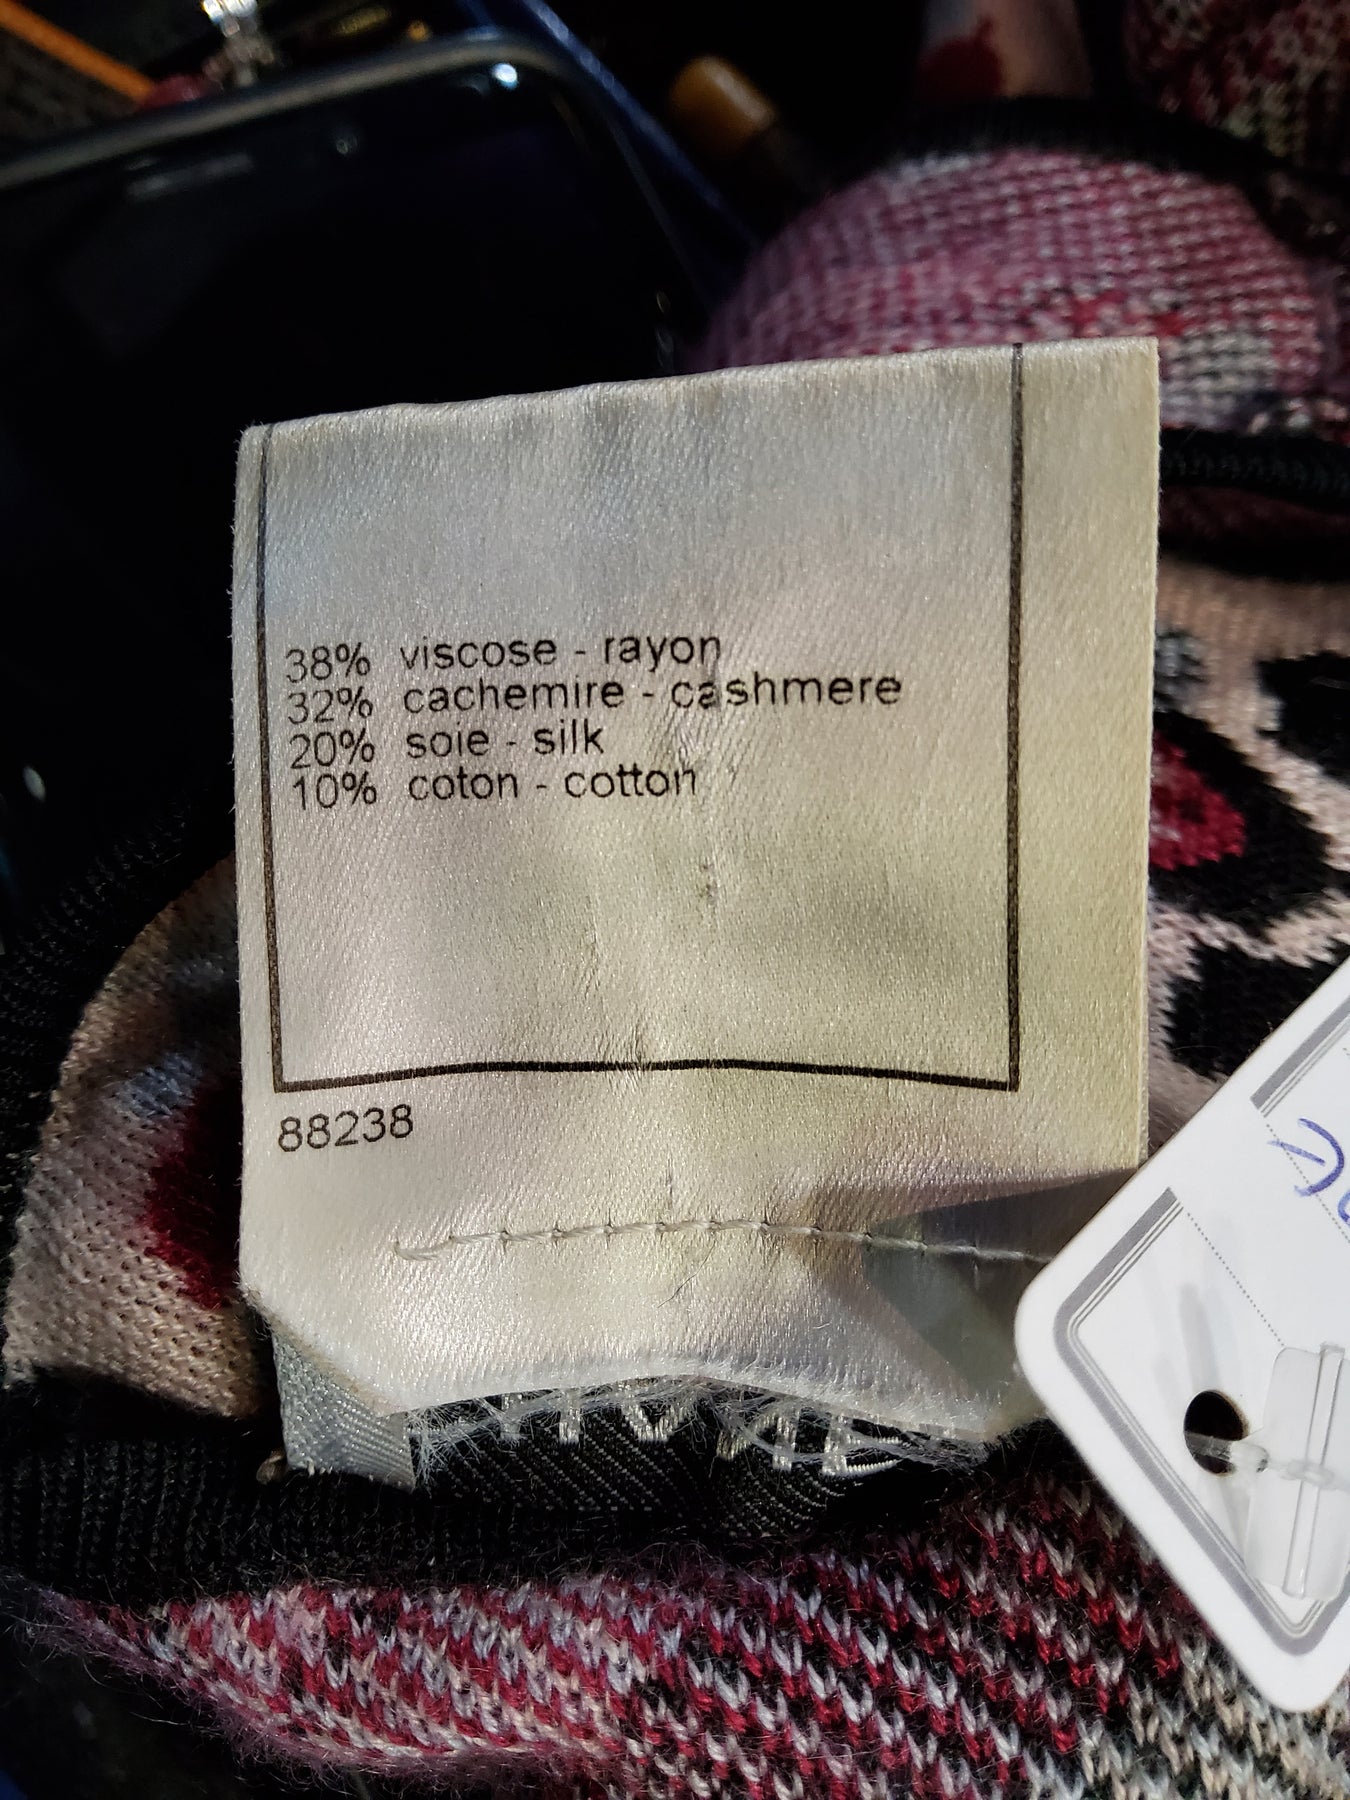 38% viscose - rayon
32% cachemire - cashmere
20% soie - silk
10% coton - cotton
88238